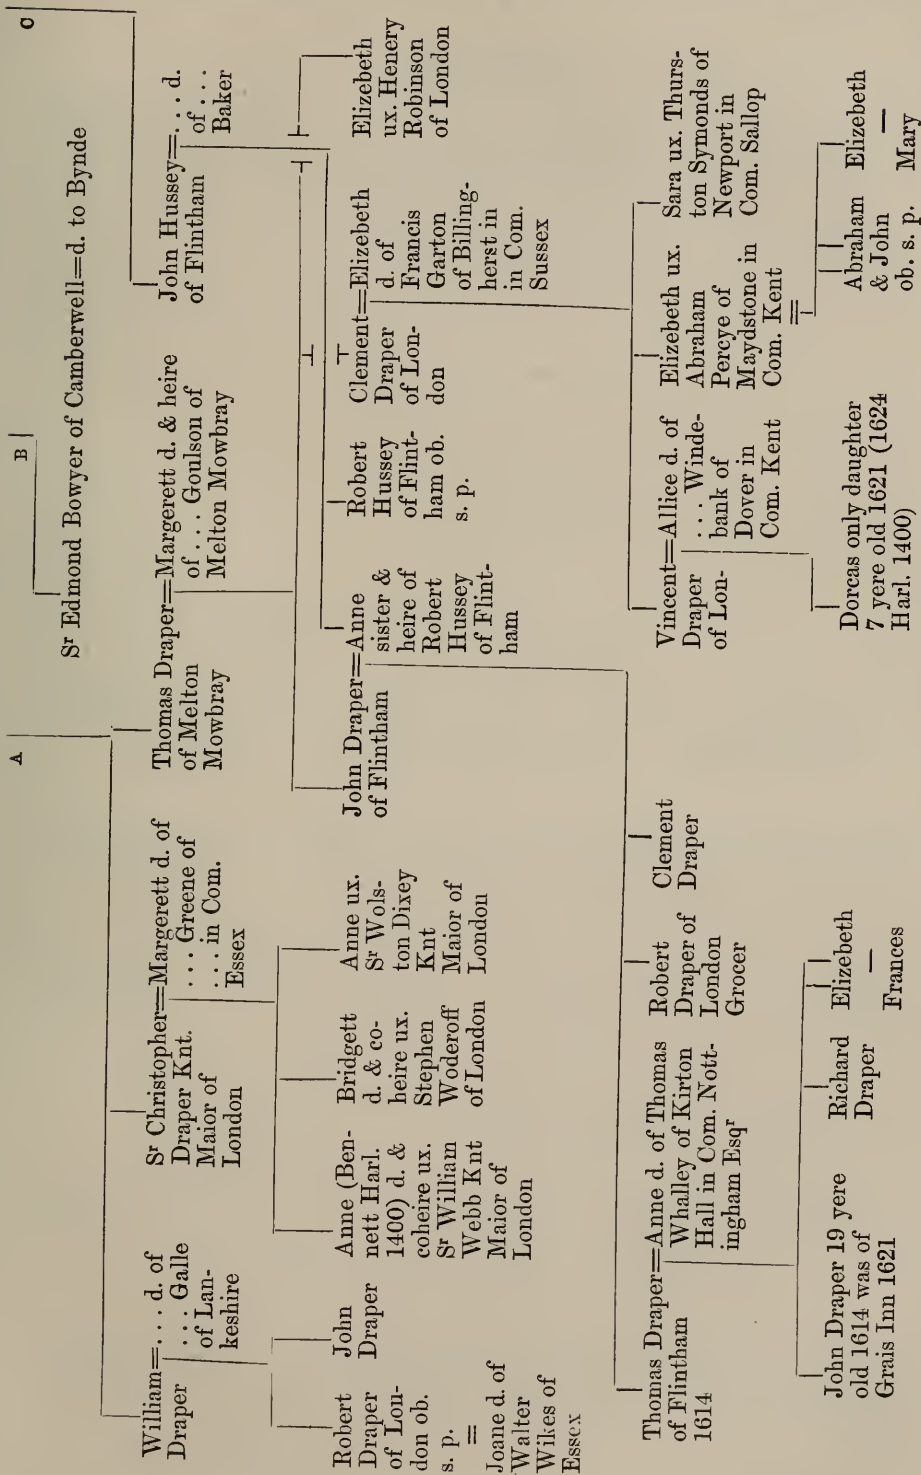 A
B
C
Sr Edmond Bowyer of Camberwell=d. to Bynde
William=. . . d. of
Draper . . . Galle
of Lan-
keshire
Sr Christopher=Margerett d. of
Draper Knt. . . . Greene of
Maior of . . . in Com.
London Essex
Thomas Draper=Margerett d. & heire
of Melton of . . . . Goulson of
Mowbray Melton Mowbray
John Hussey=. . . d.
of Flintham of . . .
Baker
Robert
Draper
of Lon-
don ob.
s. p.
=
Joane d. of
Walter
Wilkes of
Essex
John
Draper
Anne (Ben-
nett Harl.
1400) d. &
coheire ux.
Sr William
Webb Knt
Maior of
London
Bridgett
d. & co-
heire ux.
Stephen
Woderoff
of London
Anne ux.
Sr Wols-
ton Dixey
Knt
Maior of
London
John Draper=Anne
of Flintham sister &
heire of
Robert
Hussey
of Flint-
ham
Robert
Hussey
of Flint-
ham ob.
s. p.
Clement=Elizebeth
Draper d. of
of Lon- Francis
don Garton
of Billing-
herst in
in Com.
Sussex
Elizebeth
ux. Henery
Robinson
of London
Thomas Draper=Anne d. of Thomas
of Flintham Whalley of Kirton
1614 Hall in Com. Nott-
ingham Esqr
Robert
Draper of
London
Grocer
Clement
Draper
Vincent=Allice d. of
Draper . . . . Winde-
of Lon- bank of
Dover in
Com. Kent
Elizebeth ux.
Abraham
Percye of
Maydstone in
Com. Kent
=
Sara ux. Thurs-
ton Symonds of
Newport in
Com. Sallop
John Draper 19 yere
old 1614 was of
Grais Inn 1621
Richard
Draper
Elizebeth
—
Frances
Dorcas only daughter
7 yere old 1621 (1624
Harl. 1400)
Abraham
& John
ob. s. p.
Elizebeth
—
Mary